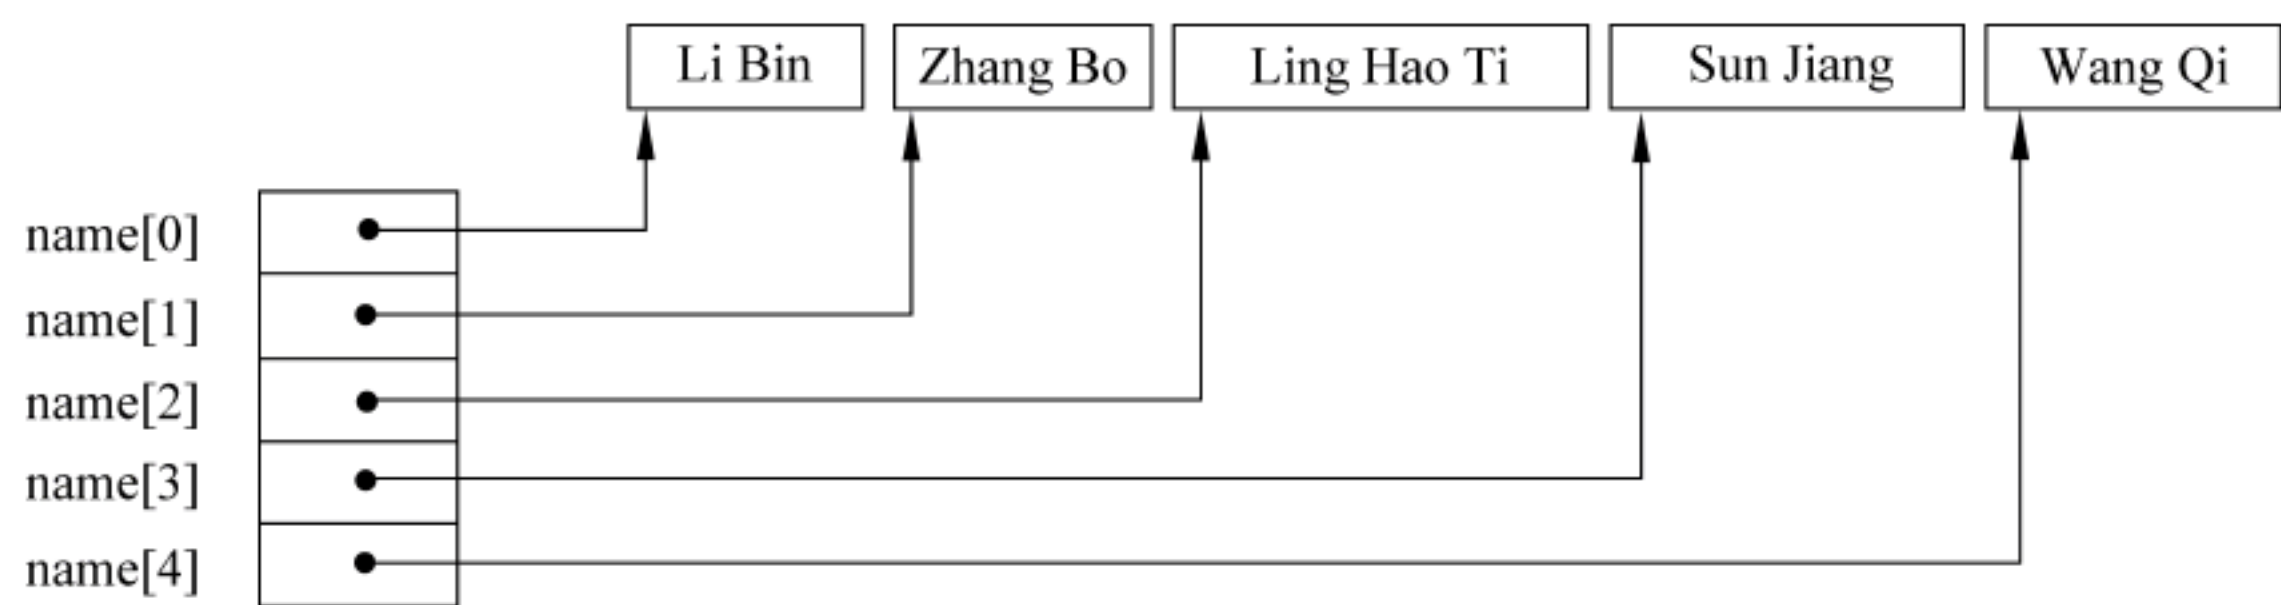 Li Bin Zhang Bo Ling Hao Ti Sun Jiang Wang Qi
name[0]
name[1]
name[2]
name[3]
name[4]